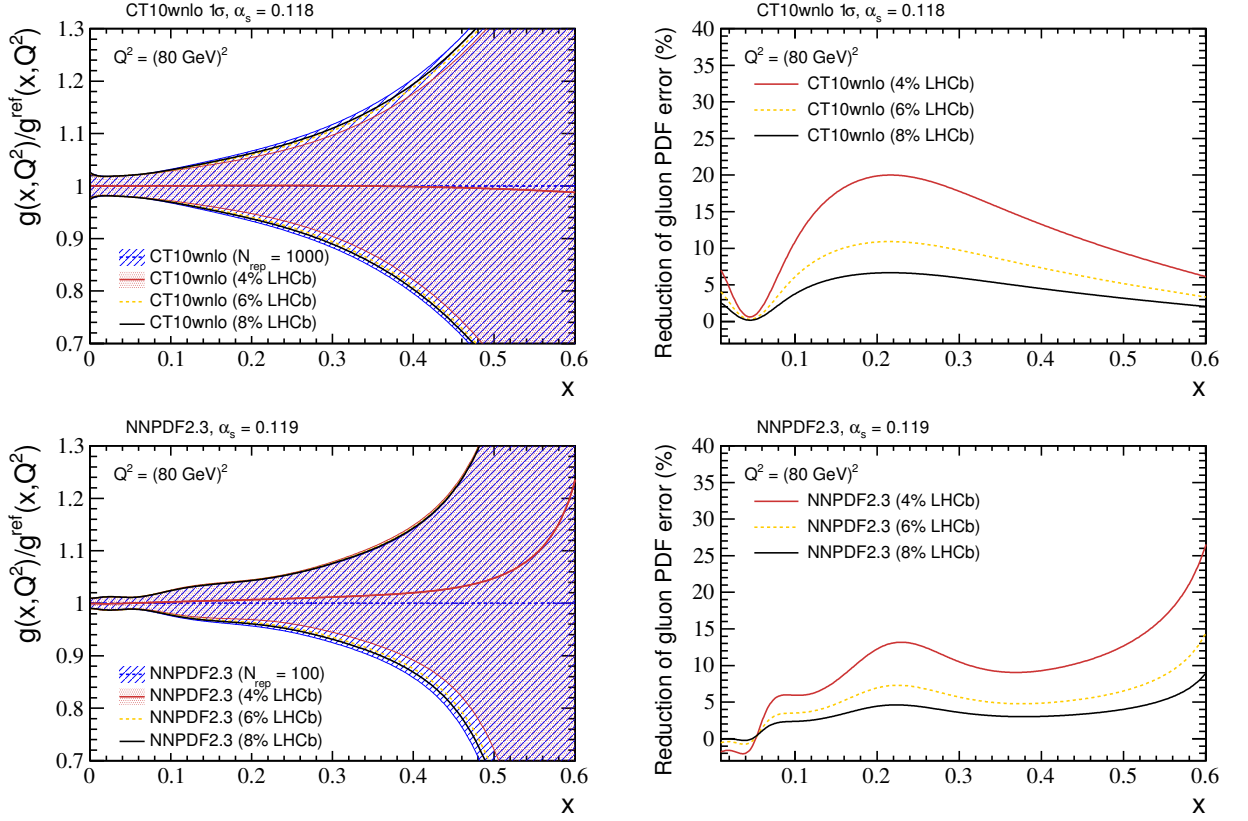 CT10wnlo 1σ, α_s = 0.118
g(x,Q²)/g^ref(x,Q²)
1.3
1.2
1.1
1
0.9
0.8
0.7
Q² = (80 GeV)²
CT10wnlo (N_rep = 1000)
CT10wnlo (4% LHCb)
CT10wnlo (6% LHCb)
CT10wnlo (8% LHCb)
0 0.1 0.2 0.3 0.4 0.5 0.6
x
CT10wnlo 1σ, α_s = 0.118
Reduction of gluon PDF error (%)
40
35
30
25
20
15
10
5
0
Q² = (80 GeV)²
CT10wnlo (4% LHCb)
CT10wnlo (6% LHCb)
CT10wnlo (8% LHCb)
0.1 0.2 0.3 0.4 0.5 0.6
x
NNPDF2.3, α_s = 0.119
g(x,Q²)/g^ref(x,Q²)
1.3
1.2
1.1
1
0.9
0.8
0.7
Q² = (80 GeV)²
NNPDF2.3 (N_rep = 100)
NNPDF2.3 (4% LHCb)
NNPDF2.3 (6% LHCb)
NNPDF2.3 (8% LHCb)
0 0.1 0.2 0.3 0.4 0.5 0.6
x
NNPDF2.3, α_s = 0.119
Reduction of gluon PDF error (%)
40
35
30
25
20
15
10
5
0
Q² = (80 GeV)²
NNPDF2.3 (4% LHCb)
NNPDF2.3 (6% LHCb)
NNPDF2.3 (8% LHCb)
0.1 0.2 0.3 0.4 0.5 0.6
x